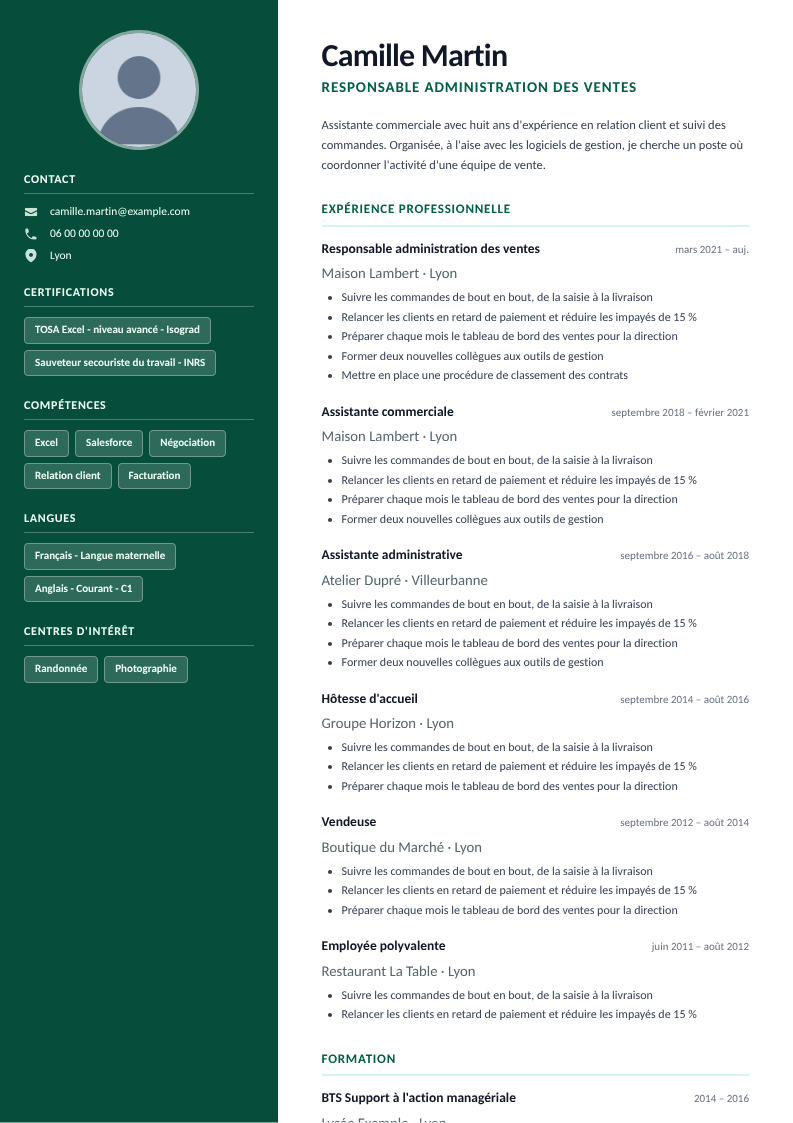 CONTACT
camille.martin@example.com
06 00 00 00 00
Lyon
CERTIFICATIONS
TOSA Excel - niveau avancé - Isograd
Sauveteur secouriste du travail - INRS
COMPÉTENCES
Excel Salesforce Négociation
Relation client Facturation
LANGUES
Français - Langue maternelle
Anglais - Courant - C1
CENTRES D'INTÉRÊT
Randonnée Photographie
Camille Martin
RESPONSABLE ADMINISTRATION DES VENTES
Assistante commerciale avec huit ans d'expérience en relation client et suivi des
commandes. Organisée, à l'aise avec les logiciels de gestion, je cherche un poste où
coordonner l'activité d'une équipe de vente.
EXPÉRIENCE PROFESSIONNELLE
Responsable administration des ventes mars 2021 – auj.
Maison Lambert · Lyon
• Suivre les commandes de bout en bout, de la saisie à la livraison
• Relancer les clients en retard de paiement et réduire les impayés de 15 %
• Préparer chaque mois le tableau de bord des ventes pour la direction
• Former deux nouvelles collègues aux outils de gestion
• Mettre en place une procédure de classement des contrats
Assistante commerciale septembre 2018 – février 2021
Maison Lambert · Lyon
• Suivre les commandes de bout en bout, de la saisie à la livraison
• Relancer les clients en retard de paiement et réduire les impayés de 15 %
• Préparer chaque mois le tableau de bord des ventes pour la direction
• Former deux nouvelles collègues aux outils de gestion
Assistante administrative septembre 2016 – août 2018
Atelier Dupré · Villeurbanne
• Suivre les commandes de bout en bout, de la saisie à la livraison
• Relancer les clients en retard de paiement et réduire les impayés de 15 %
• Préparer chaque mois le tableau de bord des ventes pour la direction
• Former deux nouvelles collègues aux outils de gestion
Hôtesse d'accueil septembre 2014 – août 2016
Groupe Horizon · Lyon
• Suivre les commandes de bout en bout, de la saisie à la livraison
• Relancer les clients en retard de paiement et réduire les impayés de 15 %
• Préparer chaque mois le tableau de bord des ventes pour la direction
Vendeuse septembre 2012 – août 2014
Boutique du Marché · Lyon
• Suivre les commandes de bout en bout, de la saisie à la livraison
• Relancer les clients en retard de paiement et réduire les impayés de 15 %
• Préparer chaque mois le tableau de bord des ventes pour la direction
Employée polyvalente juin 2011 – août 2012
Restaurant La Table · Lyon
• Suivre les commandes de bout en bout, de la saisie à la livraison
• Relancer les clients en retard de paiement et réduire les impayés de 15 %
FORMATION
BTS Support à l'action managériale 2014 – 2016
Lycée Example · Lyon